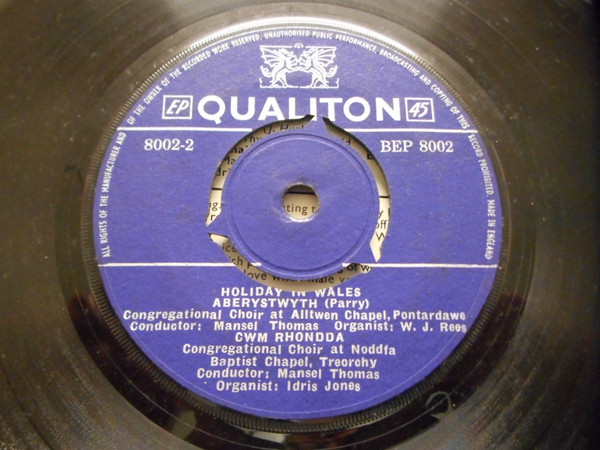 ALL RIGHTS OF THE MANUFACTURER AND OF THE OWNER OF THE RECORDED WORK RESERVED, UNAUTHORISED PUBLIC PERFORMANCE, BROADCASTING AND COPYING OF THIS RECORD PROHIBITED. MADE IN ENGLAND
EP QUALITON 45
8002-2 BEP 8002
HOLIDAY IN WALES
ABERYSTWYTH (Parry)
Congregational Choir at Alltwen Chapel, Pontardawe
Conductor: Mansel Thomas Organist: W. J. Rees
CWM RHONDDA
Congregational Choir at Noddfa
Baptist Chapel, Treorchy
Conductor: Mansel Thomas
Organist: Idris Jones